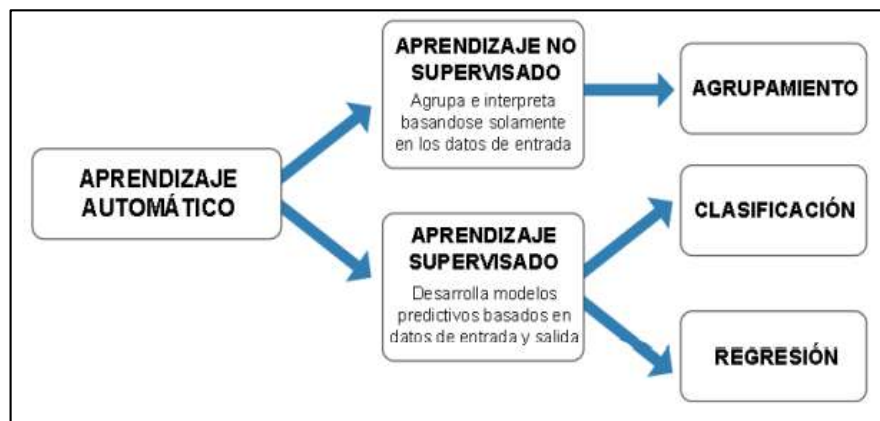 APRENDIZAJE NO
SUPERVISADO
Agrupa e interpreta
basandose solamente
en los datos de entrada
AGRUPAMIENTO
APRENDIZAJE
AUTOMÁTICO
APRENDIZAJE
SUPERVISADO
Desarrolla modelos
predictivos basados en
datos de entrada y salida
CLASIFICACIÓN
REGRESIÓN